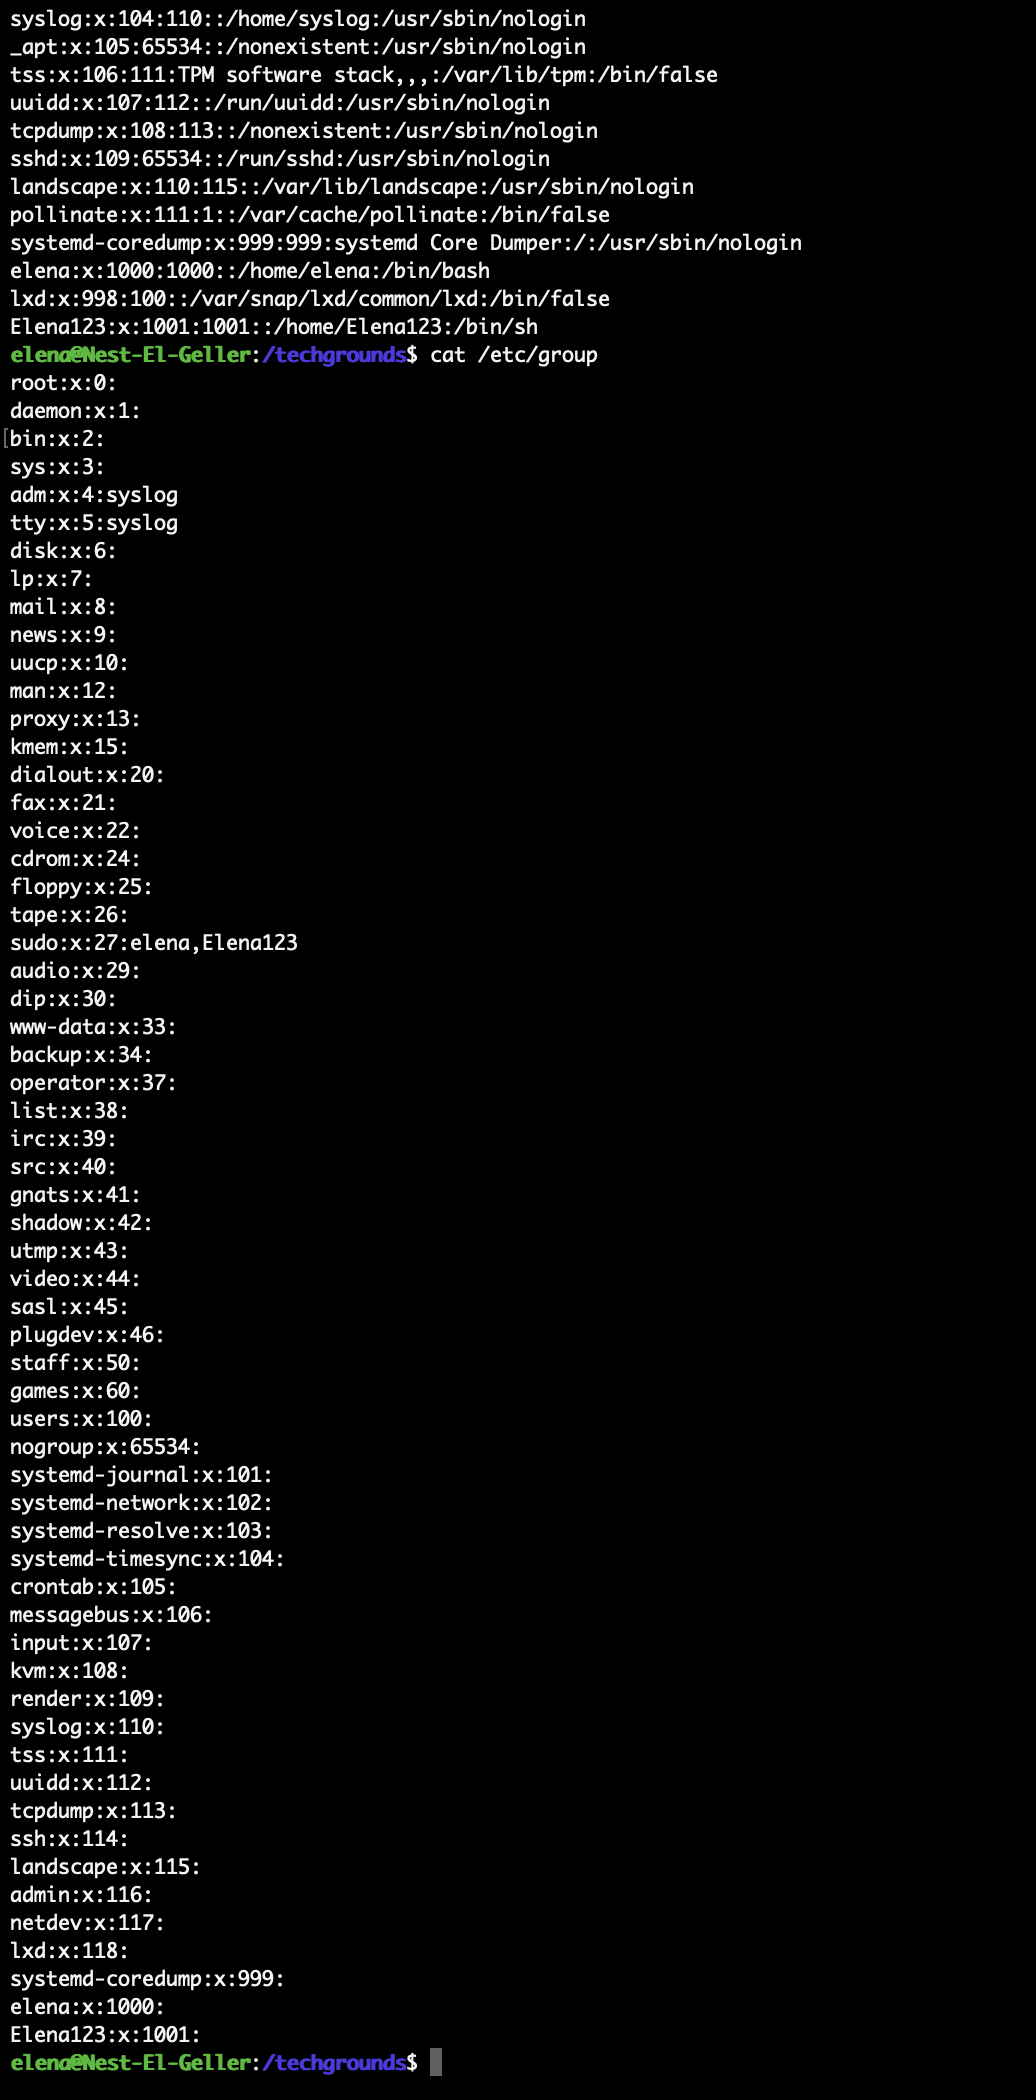 syslog:x:104:110::/home/syslog:/usr/sbin/nologin
_apt:x:105:65534::/nonexistent:/usr/sbin/nologin
tss:x:106:111:TPM software stack,,,:/var/lib/tpm:/bin/false
uuidd:x:107:112::/run/uuidd:/usr/sbin/nologin
tcpdump:x:108:113::/nonexistent:/usr/sbin/nologin
sshd:x:109:65534::/run/sshd:/usr/sbin/nologin
landscape:x:110:115::/var/lib/landscape:/usr/sbin/nologin
pollinate:x:111:1::/var/cache/pollinate:/bin/false
systemd-coredump:x:999:999:systemd Core Dumper:/:/usr/sbin/nologin
elena:x:1000:1000::/home/elena:/bin/bash
lxd:x:998:100::/var/snap/lxd/common/lxd:/bin/false
Elena123:x:1001:1001::/home/Elena123:/bin/sh
elena@Nest-El-Geller:/techgrounds$ cat /etc/group
root:x:0:
daemon:x:1:
[bin:x:2:
sys:x:3:
adm:x:4:syslog
tty:x:5:syslog
disk:x:6:
lp:x:7:
mail:x:8:
news:x:9:
uucp:x:10:
man:x:12:
proxy:x:13:
kmem:x:15:
dialout:x:20:
fax:x:21:
voice:x:22:
cdrom:x:24:
floppy:x:25:
tape:x:26:
sudo:x:27:elena,Elena123
audio:x:29:
dip:x:30:
www-data:x:33:
backup:x:34:
operator:x:37:
list:x:38:
irc:x:39:
src:x:40:
gnats:x:41:
shadow:x:42:
utmp:x:43:
video:x:44:
sasl:x:45:
plugdev:x:46:
staff:x:50:
games:x:60:
users:x:100:
nogroup:x:65534:
systemd-journal:x:101:
systemd-network:x:102:
systemd-resolve:x:103:
systemd-timesync:x:104:
crontab:x:105:
messagebus:x:106:
input:x:107:
kvm:x:108:
render:x:109:
syslog:x:110:
tss:x:111:
uuidd:x:112:
tcpdump:x:113:
ssh:x:114:
landscape:x:115:
admin:x:116:
netdev:x:117:
lxd:x:118:
systemd-coredump:x:999:
elena:x:1000:
Elena123:x:1001:
elena@Nest-El-Geller:/techgrounds$